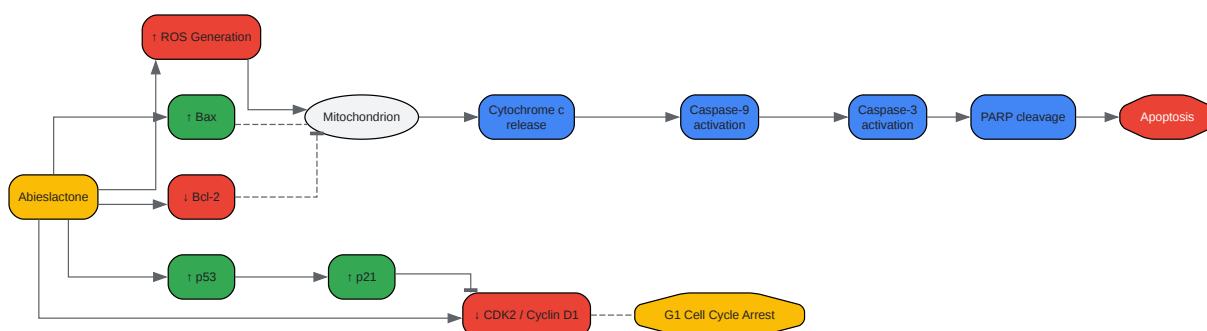 ↑ ROS Generation
↑ Bax
Mitochondrion
Cytochrome c
release
Caspase-9
activation
Caspase-3
activation
PARP cleavage
Apoptosis
Abieslactone
↓ Bcl-2
↑ p53
↑ p21
↓ CDK2 / Cyclin D1
G1 Cell Cycle Arrest